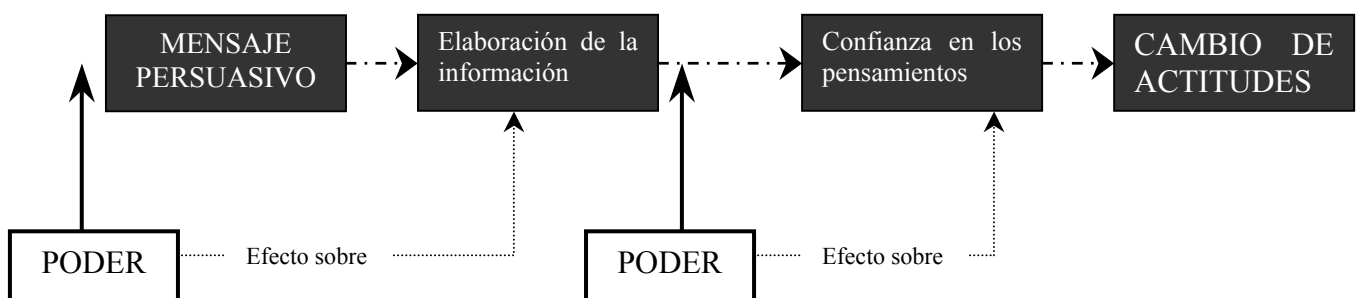 MENSAJE
PERSUASIVO
Elaboración de la
información
Confianza en los
pensamientos
CAMBIO DE
ACTITUDES
PODER
Efecto sobre
PODER
Efecto sobre